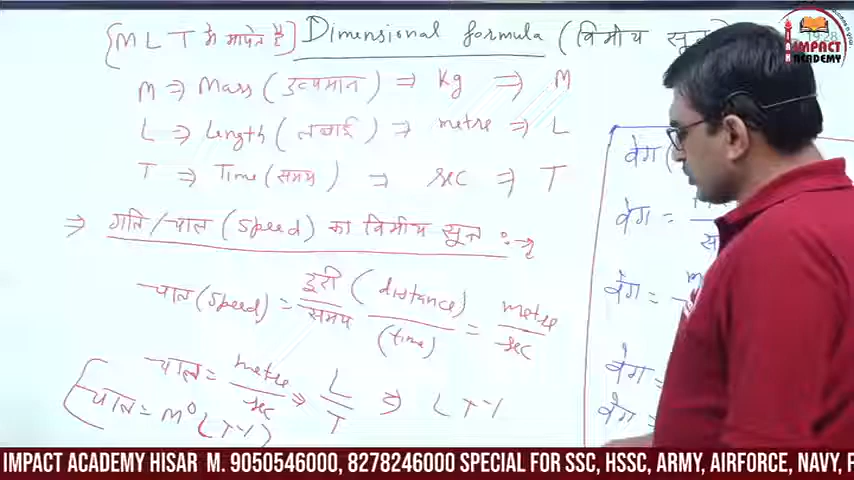 [M L T में मापते है] Dimensional formula (विमीय सूत्र)
M ⇒ Mass (द्रव्यमान) ⇒ Kg ⇒ M
L ⇒ Length (लम्बाई) ⇒ metre ⇒ L
T ⇒ Time (समय) ⇒ sec ⇒ T
⇒ गति/चाल (Speed) का विमीय सूत्र :→
चाल (Speed) = दूरी (distance) / समय (time) = metre / sec
चाल = metre / sec ⇒ L / T ⇒ LT-1
चाल = M⁰ LT-1
वेग (
वेग =
वेग =
वेग =
वेग =
19:28
IMPACT
ACADEMY
IMPACT ACADEMY HISAR M. 9050546000, 8278246000 SPECIAL FOR SSC, HSSC, ARMY, AIRFORCE, NAVY, F